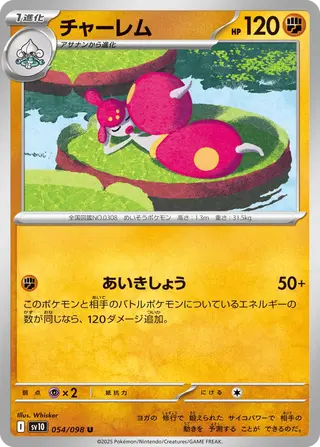 1進化
チャーレム
HP 120
アサナンから進化
全国図鑑NO.0308 めいそうポケモン 高さ:1.3m 重さ:31.5kg
あいきしょう 50+
このポケモンと相手のバトルポケモンについているエネルギーの
数が同じなら、120ダメージ追加。
弱点 ×2 抵抗力 にげる
Illus. Whisker
I sv10 054/098 U
ヨガの 修行で 眠っていた サイコパワーで 相手の
動きを 予測する ことが できる。
©2025 Pokémon/Nintendo/Creatures/GAME FREAK.